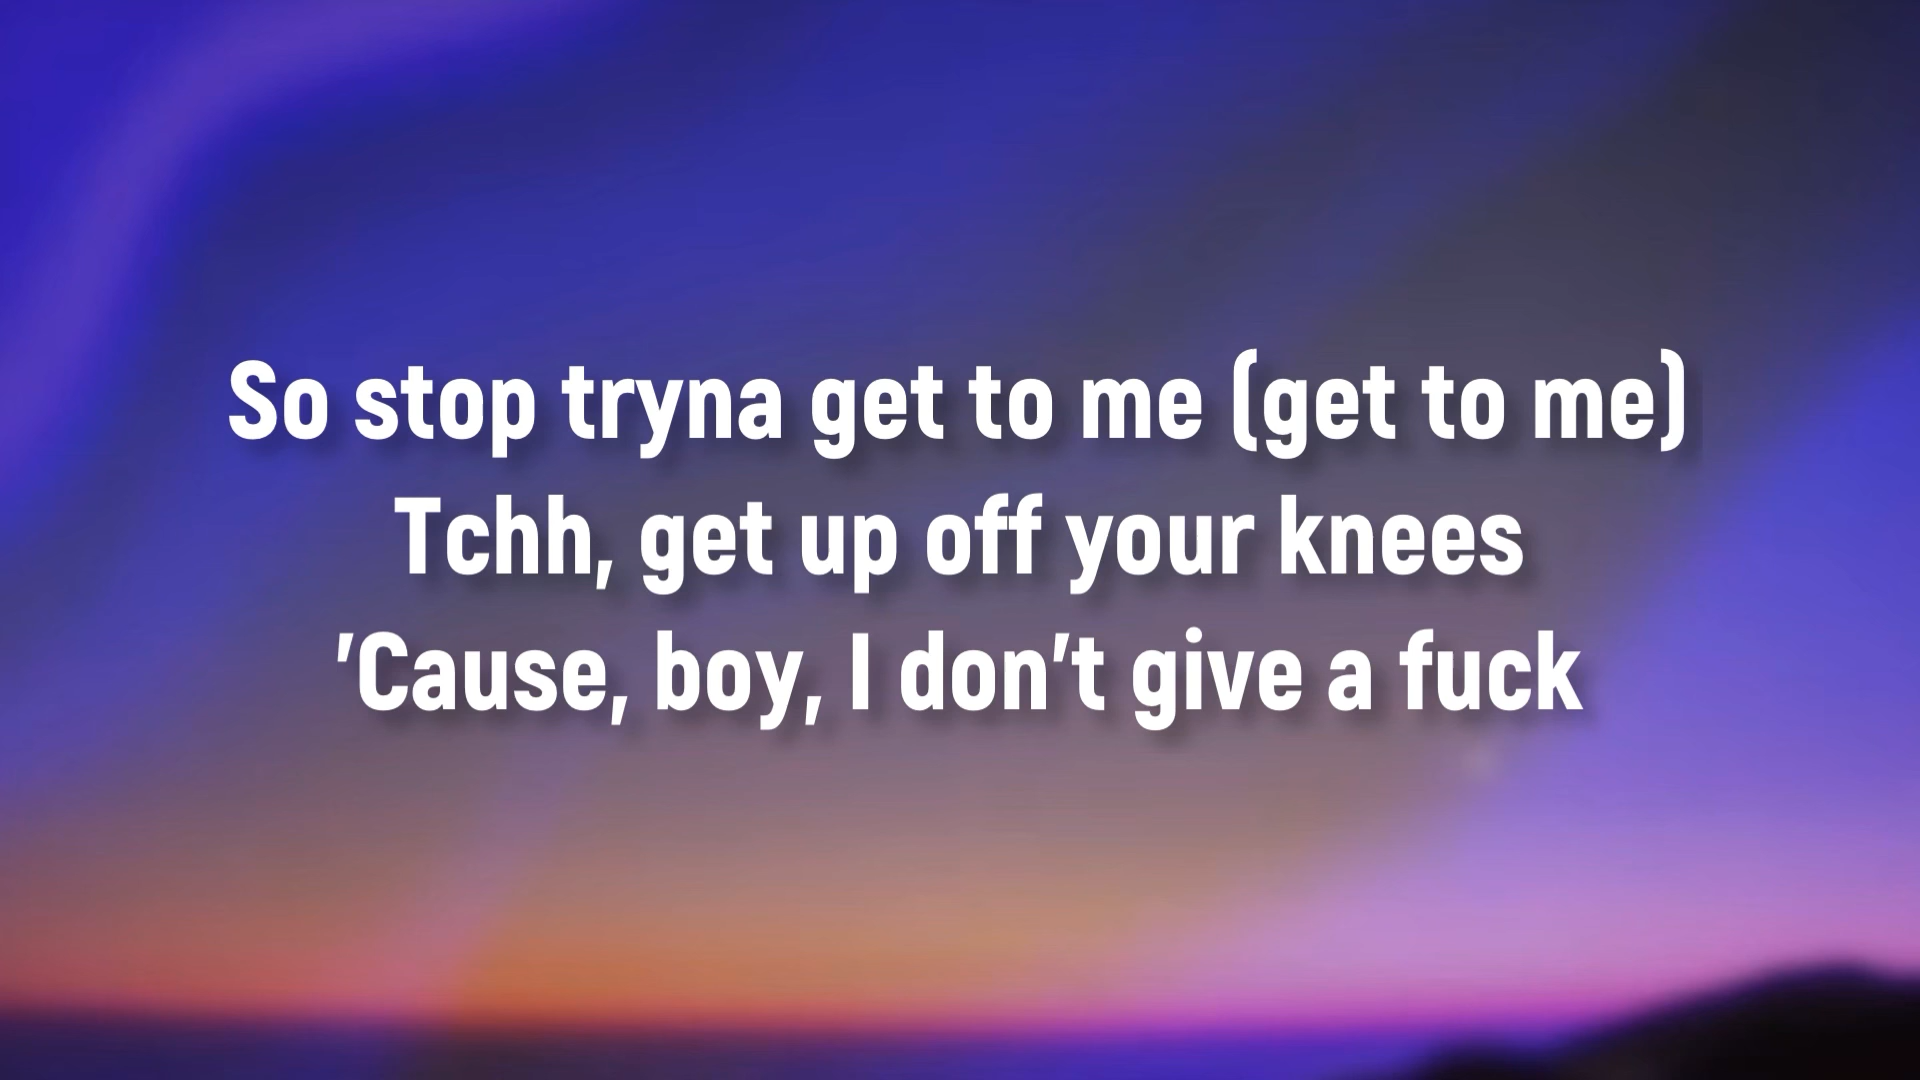 So stop tryna get to me (get to me)
Tchh, get up off your knees
'Cause, boy, I don't give a fuck